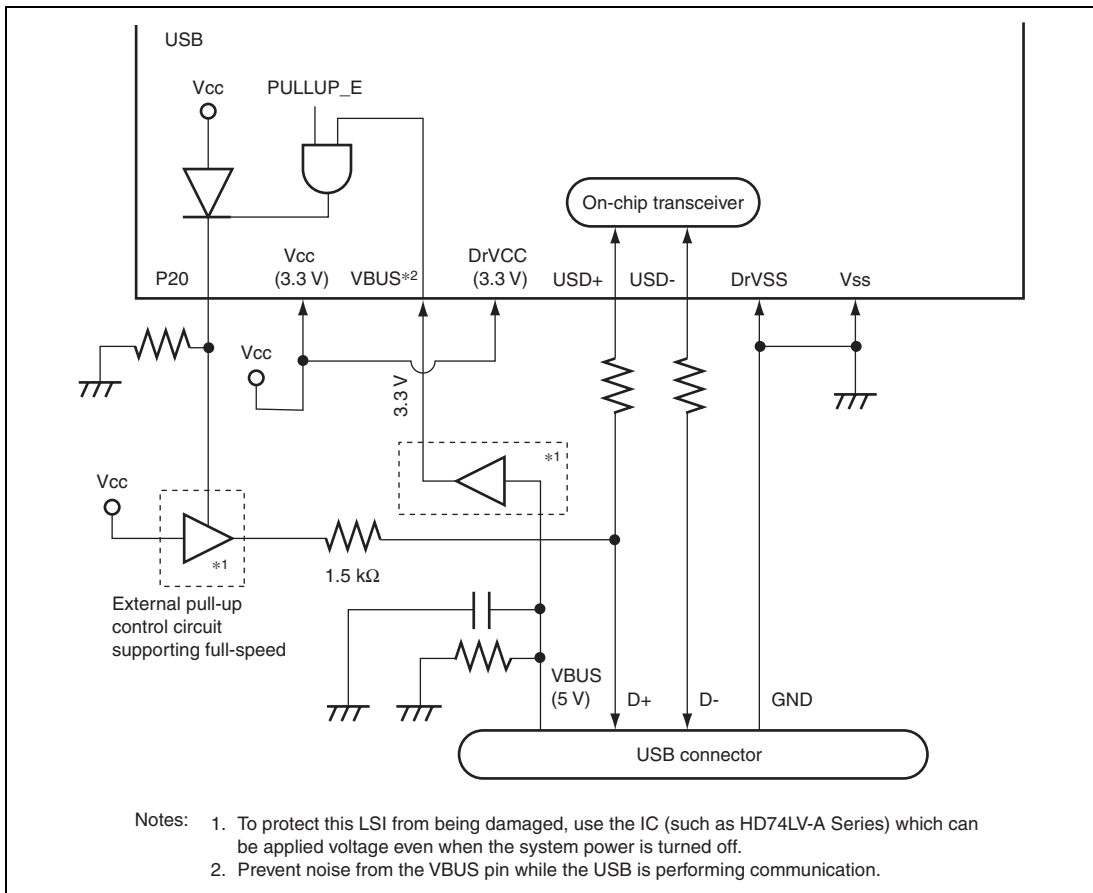 USB
Vcc
PULLUP_E
On-chip transceiver
P20
Vcc
(3.3 V)
VBUS*2
DrVCC
(3.3 V)
USD+
USD-
DrVSS
Vss
Vcc
3.3 V
*1
Vcc
*1
1.5 kΩ
External pull-up
control circuit
supporting full-speed
VBUS
(5 V)
D+
D-
GND
USB connector
Notes: 1. To protect this LSI from being damaged, use the IC (such as HD74LV-A Series) which can
be applied voltage even when the system power is turned off.
2. Prevent noise from the VBUS pin while the USB is performing communication.